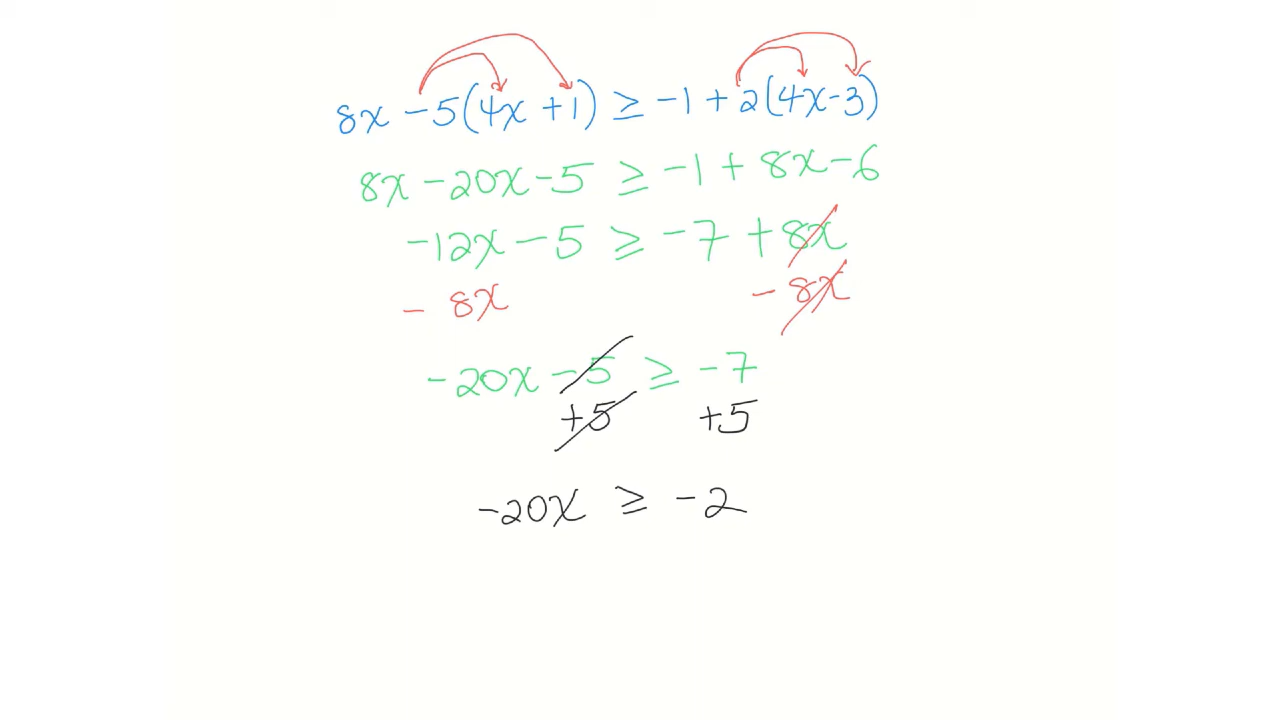 8x - 5(4x + 1) ≥ -1 + 2(4x - 3)
8x - 20x - 5 ≥ -1 + 8x - 6
-12x - 5 ≥ -7 + 8x
- 8x - 8x
-20x - 5 ≥ -7
+5 +5
-20x ≥ -2